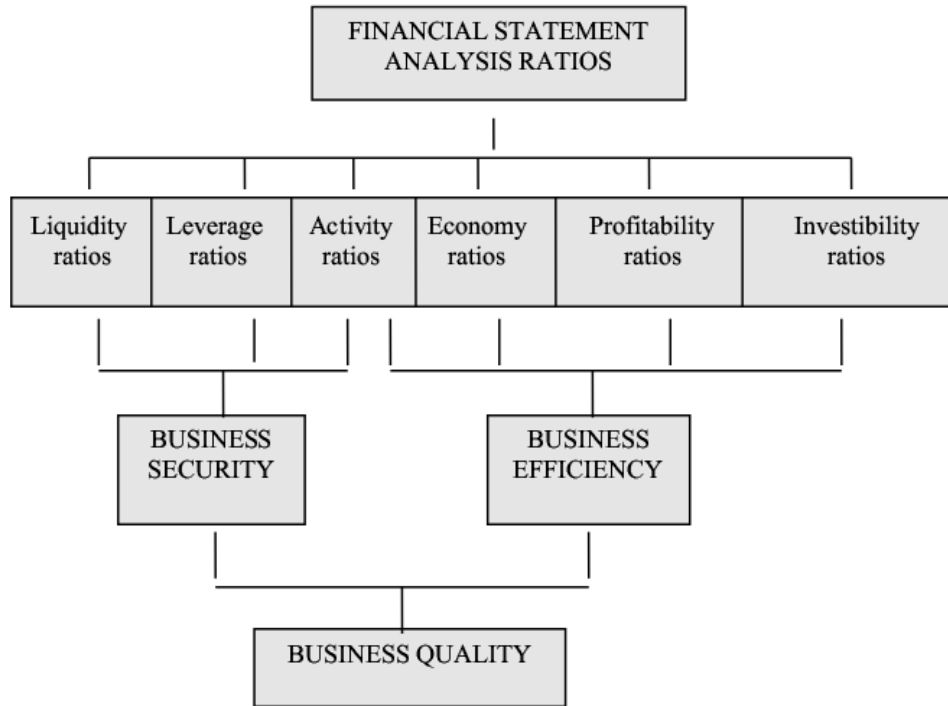 FINANCIAL STATEMENT
ANALYSIS RATIOS
Liquidity
ratios
Leverage
ratios
Activity
ratios
Economy
ratios
Profitability
ratios
Investibility
ratios
BUSINESS
SECURITY
BUSINESS
EFFICIENCY
BUSINESS QUALITY